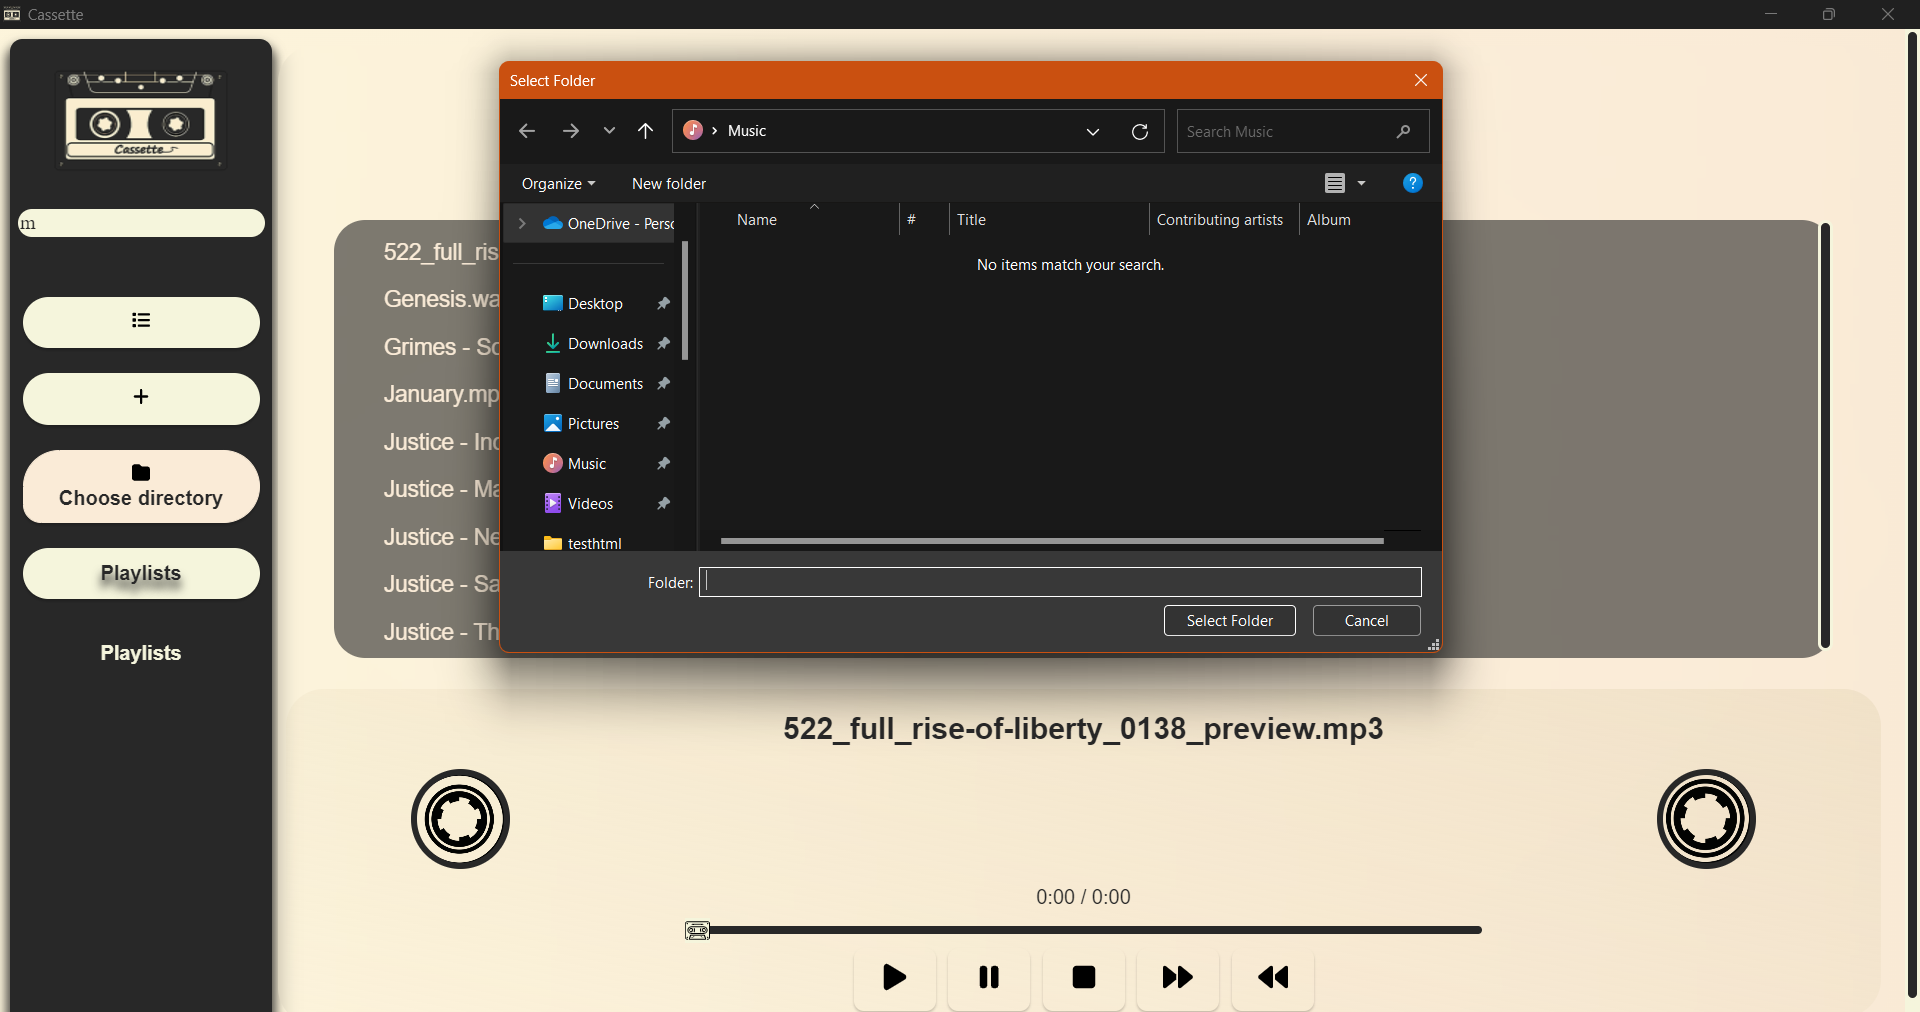 Cassette
Cassette
m
Choose directory
Playlists
Playlists
522_full_ris
Genesis.wa
Grimes - So
January.mp
Justice - Inc
Justice - Ma
Justice - Ne
Justice - Sa
Justice - Th
Select Folder
Music
Search Music
Organize
New folder
OneDrive - Perso
Desktop
Downloads
Documents
Pictures
Music
Videos
testhtml
Name # Title Contributing artists Album
No items match your search.
Folder:
Select Folder Cancel
522_full_rise-of-liberty_0138_preview.mp3
0:00 / 0:00